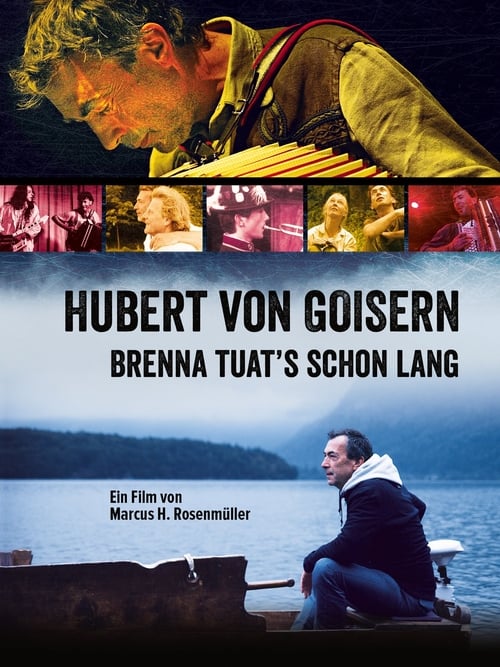 HUBERT VON GOISERN
BRENNA TUAT'S SCHON LANG
Ein Film von
Marcus H. Rosenmüller